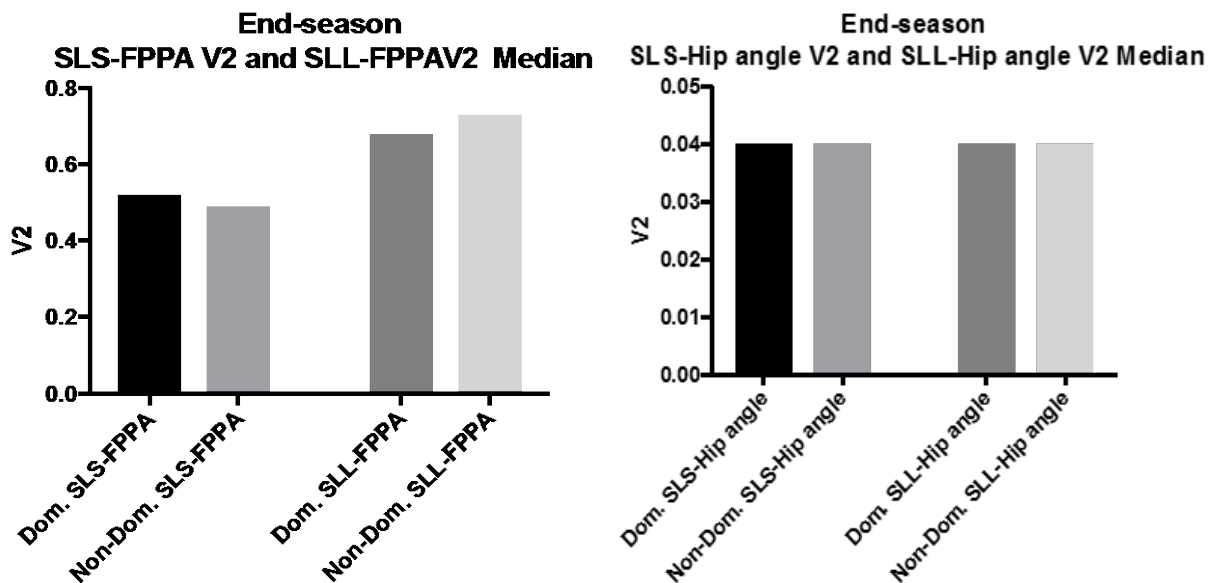 End-season
SLS-FPPA V2 and SLL-FPPAV2 Median
0.8
0.6
0.4
0.2
0.0
V2
Dom. SLS-FPPA
Non-Dom. SLS-FPPA
Dom. SLL-FPPA
Non-Dom. SLL-FPPA
End-season
SLS-Hip angle V2 and SLL-Hip angle V2 Median
0.05
0.04
0.03
0.02
0.01
0.00
V2
Dom. SLS-Hip angle
Non-Dom. SLS-Hip angle
Dom. SLL-Hip angle
Non-Dom. SLL-Hip angle